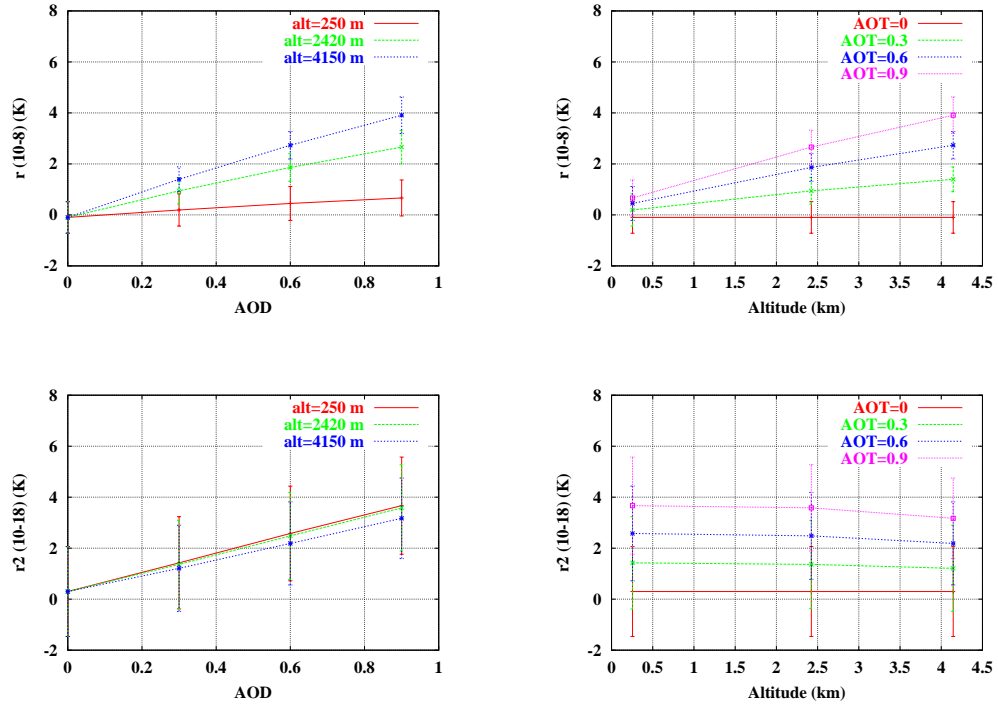 alt=250 m
alt=2420 m
alt=4150 m
8
6
4
2
0
-2
r (10-8) (K)
0 0.2 0.4 0.6 0.8 1
AOD
AOT=0
AOT=0.3
AOT=0.6
AOT=0.9
8
6
4
2
0
-2
r (10-8) (K)
0 0.5 1 1.5 2 2.5 3 3.5 4 4.5
Altitude (km)
alt=250 m
alt=2420 m
alt=4150 m
8
6
4
2
0
-2
r2 (10-18) (K)
0 0.2 0.4 0.6 0.8 1
AOD
AOT=0
AOT=0.3
AOT=0.6
AOT=0.9
8
6
4
2
0
-2
r2 (10-18) (K)
0 0.5 1 1.5 2 2.5 3 3.5 4 4.5
Altitude (km)